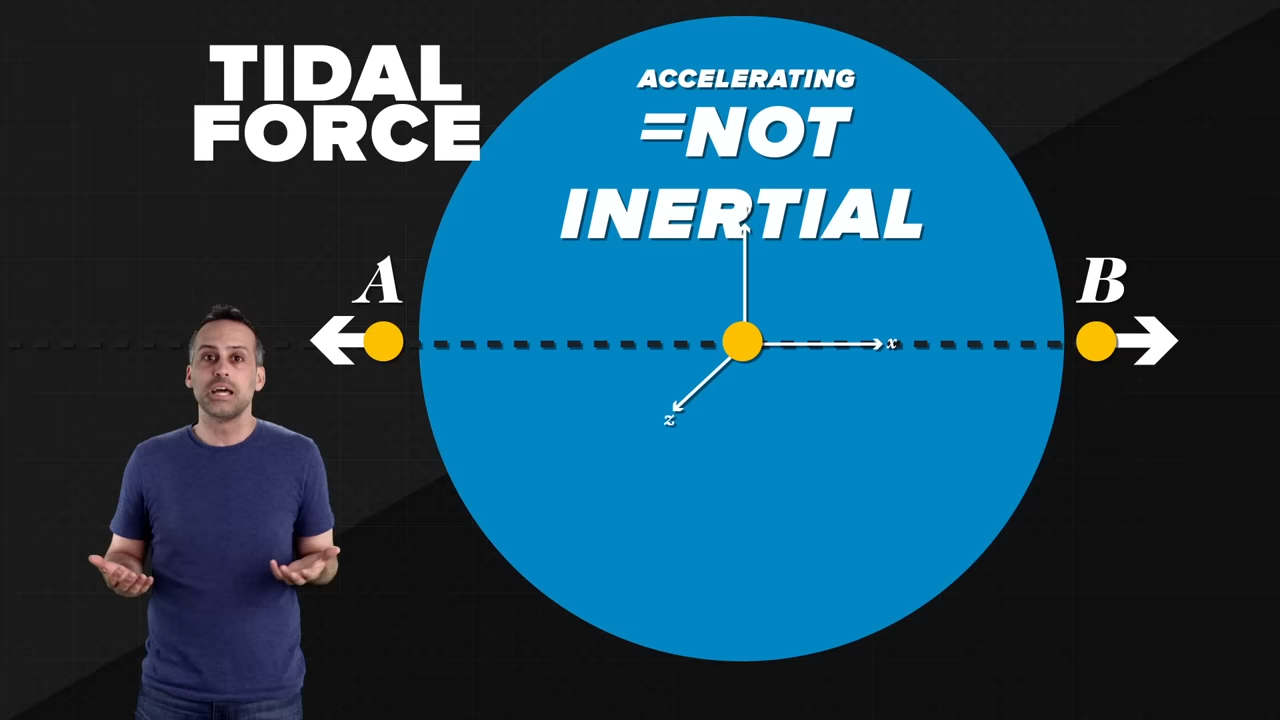 TIDAL
FORCE
ACCELERATING
=NOT
INERTIAL
A
B
x
z